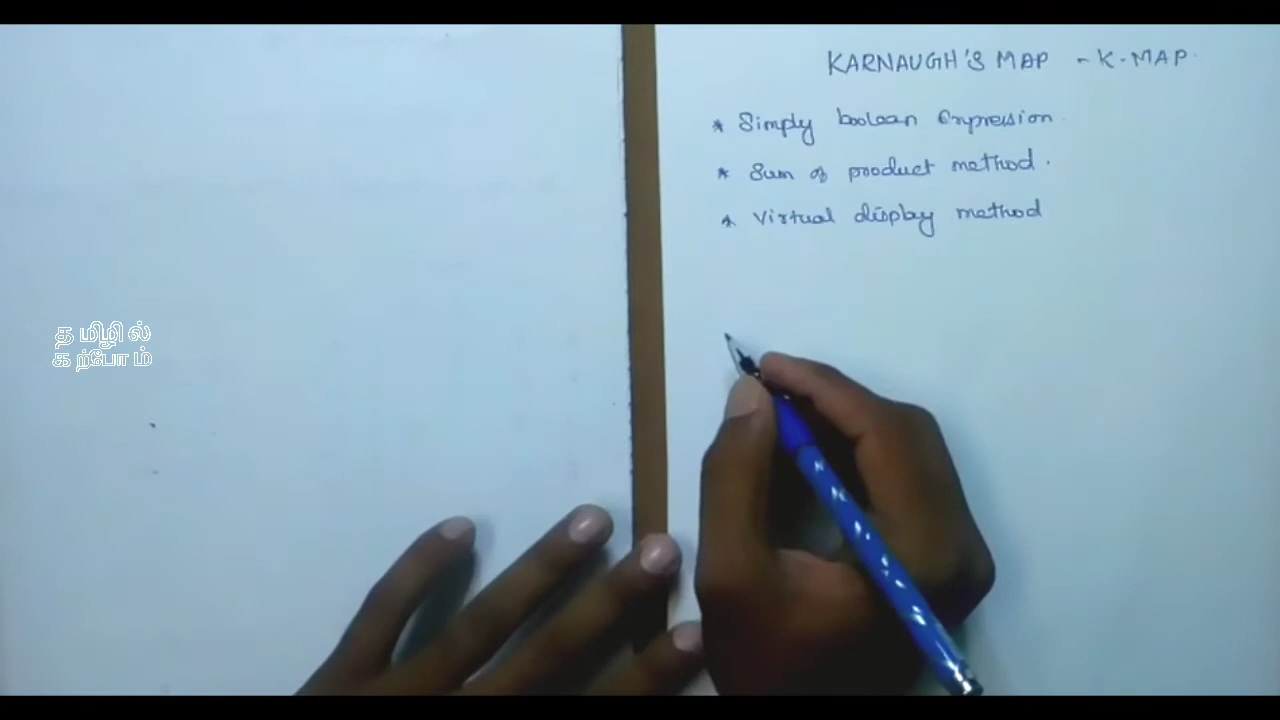 KARNAUGH'S MAP - K-MAP
* Simply boolean Expression
* Sum of product method.
* Virtual display method
தமிழில்
கற்போம்